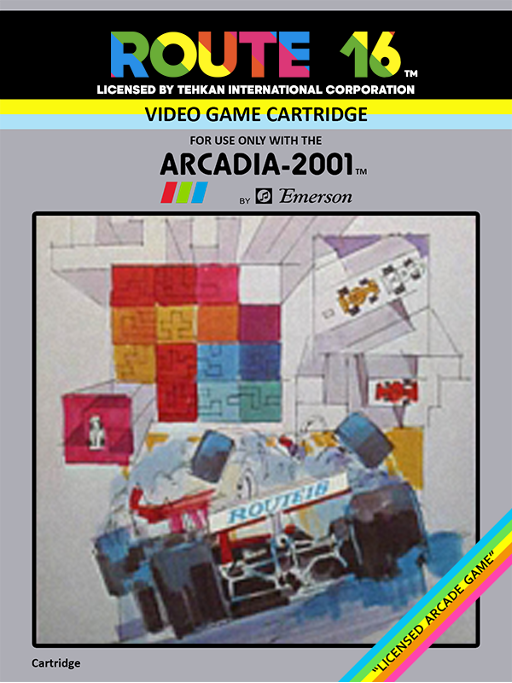 ROUTE 16™
LICENSED BY TEHKAN INTERNATIONAL CORPORATION
VIDEO GAME CARTRIDGE
FOR USE ONLY WITH THE
ARCADIA-2001™
BY Emerson
ROUTE16
"LICENSED ARCADE GAME"
Cartridge